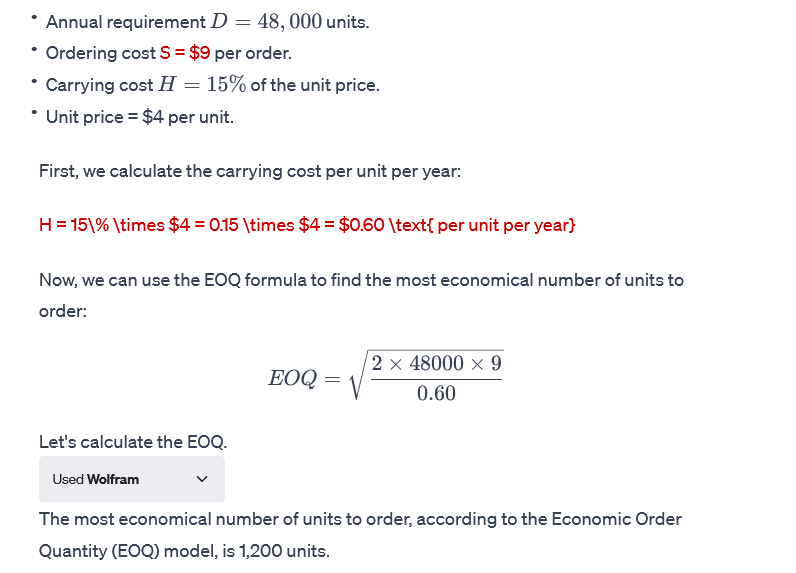 • Annual requirement D = 48, 000 units.
• Ordering cost S = $9 per order.
• Carrying cost H = 15% of the unit price.
• Unit price = $4 per unit.
First, we calculate the carrying cost per unit per year:
H = 15\% \times $4 = 0.15 \times $4 = $0.60 \text{ per unit per year}
Now, we can use the EOQ formula to find the most economical number of units to
order:
EOQ = √(2 × 48000 × 9 / 0.60)
Let's calculate the EOQ.
Used Wolfram
The most economical number of units to order, according to the Economic Order
Quantity (EOQ) model, is 1,200 units.